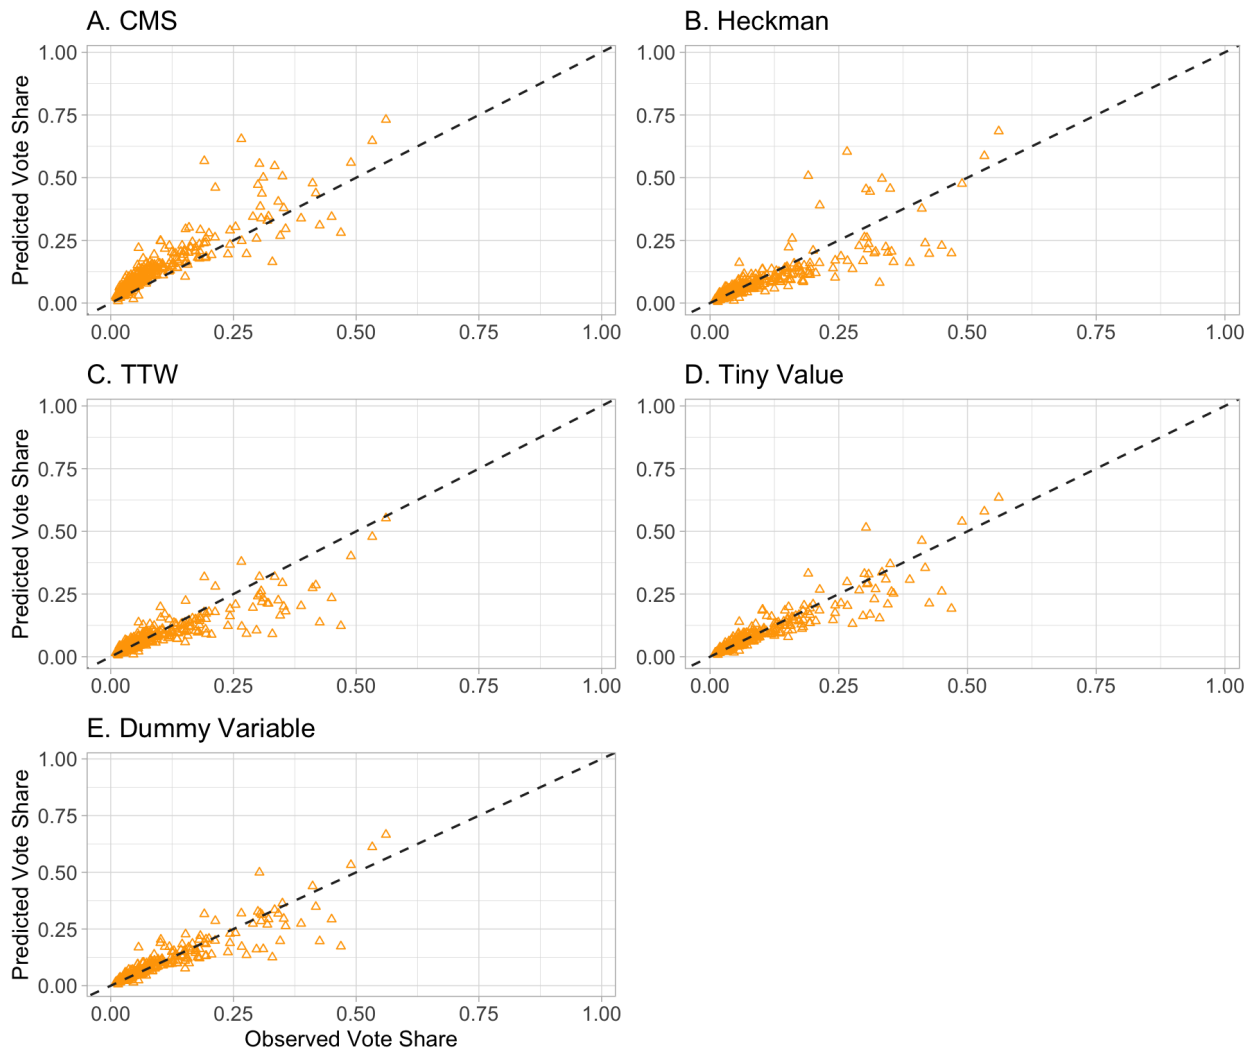 A. CMS
Predicted Vote Share
1.00
0.75
0.50
0.25
0.00
0.00 0.25 0.50 0.75 1.00
B. Heckman
1.00
0.75
0.50
0.25
0.00
0.00 0.25 0.50 0.75 1.00
C. TTW
Predicted Vote Share
1.00
0.75
0.50
0.25
0.00
0.00 0.25 0.50 0.75 1.00
D. Tiny Value
1.00
0.75
0.50
0.25
0.00
0.00 0.25 0.50 0.75 1.00
E. Dummy Variable
Predicted Vote Share
1.00
0.75
0.50
0.25
0.00
0.00 0.25 0.50 0.75 1.00
Observed Vote Share